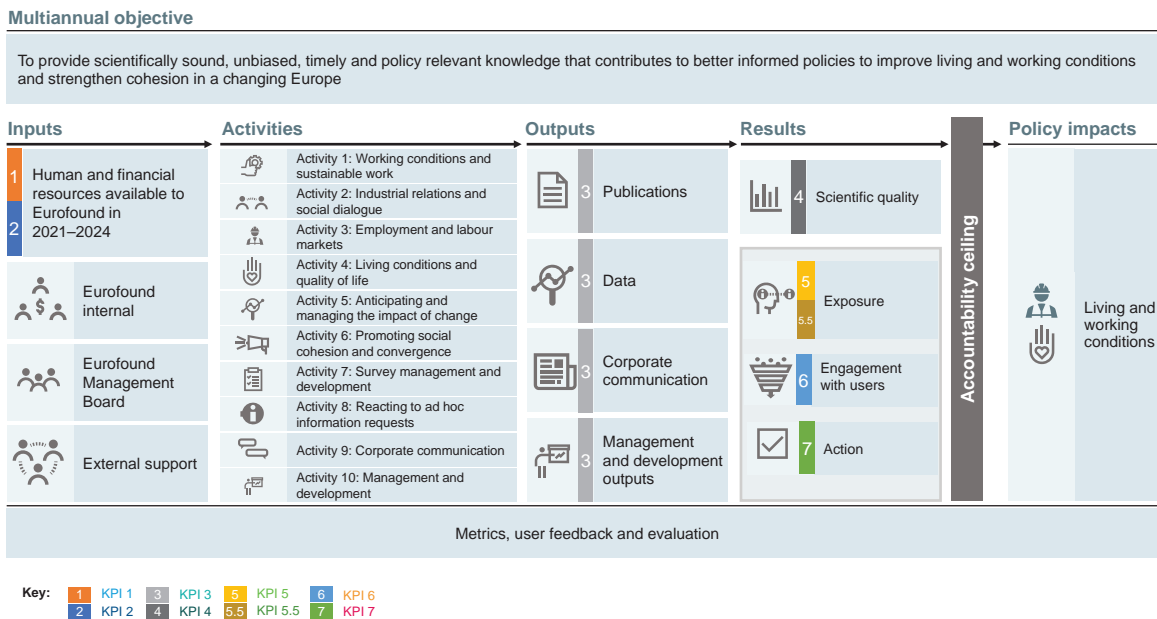 Multiannual objective
To provide scientifically sound, unbiased, timely and policy relevant knowledge that contributes to better informed policies to improve living and working conditions
and strengthen cohesion in a changing Europe
Inputs
1
2
Human and financial
resources available to
Eurofound in
2021–2024
$
Eurofound
internal
Eurofound
Management
Board
External support
Activities
Activity 1: Working conditions and
sustainable work
Activity 2: Industrial relations and
social dialogue
Activity 3: Employment and labour
markets
Activity 4: Living conditions and
quality of life
Activity 5: Anticipating and
managing the impact of change
Activity 6: Promoting social
cohesion and convergence
Activity 7: Survey management and
development
Activity 8: Reacting to ad hoc
information requests
Activity 9: Corporate communication
Activity 10: Management and
development
Outputs
3
Publications
3
Data
3
Corporate
communication
3
Management
and development
outputs
Results
4
Scientific quality
5
5.5
Exposure
6
Engagement
with users
7
Action
Accountability ceiling
Policy impacts
Living and
working
conditions
Metrics, user feedback and evaluation
Key:
1 KPI 1 3 KPI 3 5 KPI 5 6 KPI 6
2 KPI 2 4 KPI 4 5.5 KPI 5.5 7 KPI 7